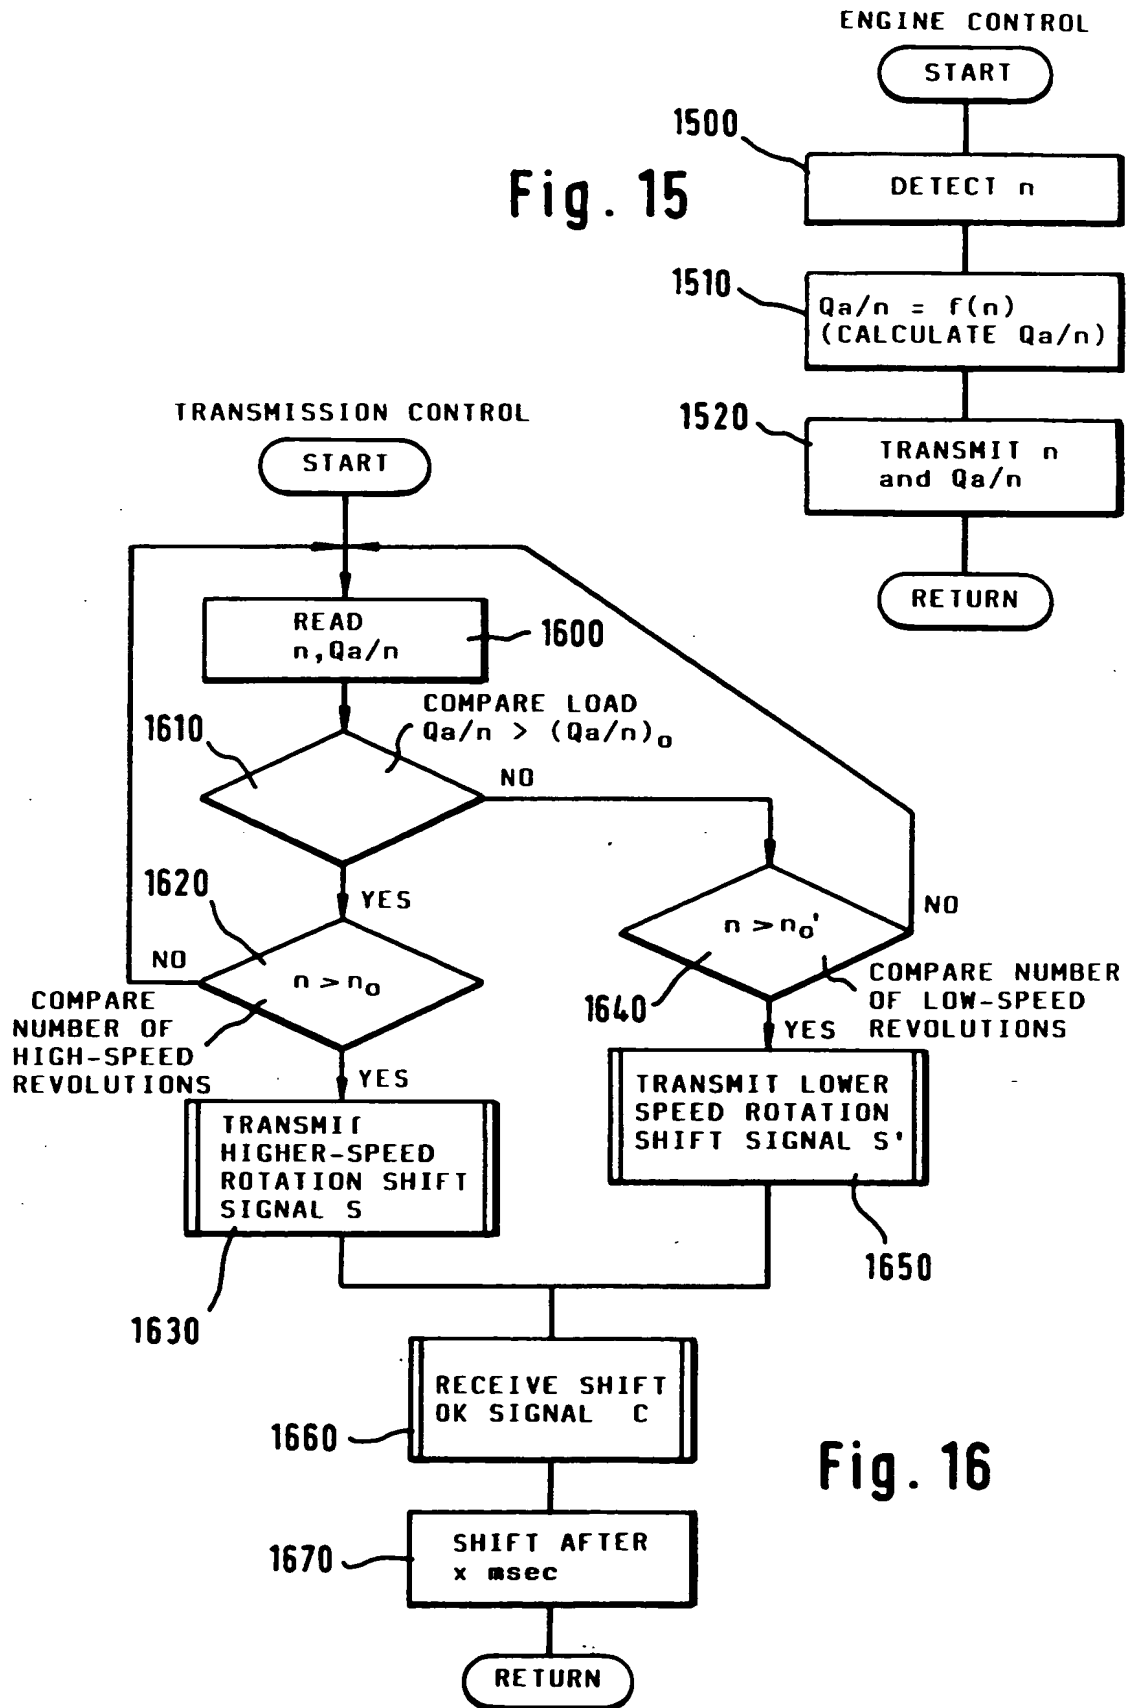 ENGINE CONTROL
START
1500
DETECT n
Fig. 15
1510
Qa/n = f(n)
(CALCULATE Qa/n)
1520
TRANSMIT n
and Qa/n
RETURN
TRANSMISSION CONTROL
START
READ
n,Qa/n
1600
COMPARE LOAD
Qa/n > (Qa/n)₀
1610
NO
YES
1620
n > n₀
NO
COMPARE
NUMBER OF
HIGH-SPEED
REVOLUTIONS
YES
TRANSMIT
HIGHER-SPEED
ROTATION SHIFT
SIGNAL S
1630
n > n₀'
NO
1640
COMPARE NUMBER
OF LOW-SPEED
REVOLUTIONS
YES
TRANSMIT LOWER
SPEED ROTATION
SHIFT SIGNAL S'
1650
RECEIVE SHIFT
OK SIGNAL C
1660
Fig. 16
SHIFT AFTER
x msec
1670
RETURN